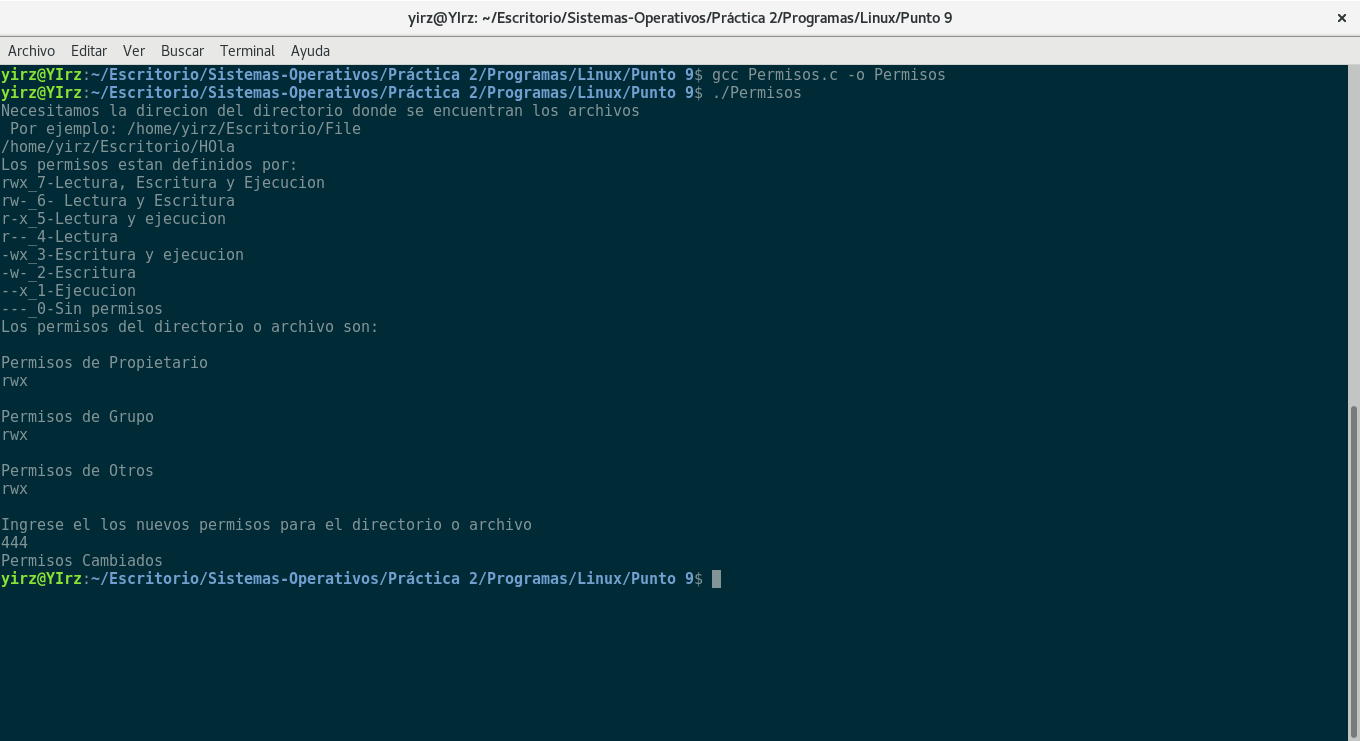 yirz@YIrz: ~/Escritorio/Sistemas-Operativos/Práctica 2/Programas/Linux/Punto 9
Archivo Editar Ver Buscar Terminal Ayuda
yirz@YIrz:~/Escritorio/Sistemas-Operativos/Práctica 2/Programas/Linux/Punto 9$ gcc Permisos.c -o Permisos
yirz@YIrz:~/Escritorio/Sistemas-Operativos/Práctica 2/Programas/Linux/Punto 9$ ./Permisos
Necesitamos la direcion del directorio donde se encuentran los archivos
 Por ejemplo: /home/yirz/Escritorio/File
/home/yirz/Escritorio/HOla
Los permisos estan definidos por:
rwx_7-Lectura, Escritura y Ejecucion
rw-_6- Lectura y Escritura
r-x_5-Lectura y ejecucion
r--_4-Lectura
-wx_3-Escritura y ejecucion
-w-_2-Escritura
--x_1-Ejecucion
---_0-Sin permisos
Los permisos del directorio o archivo son:
Permisos de Propietario
rwx
Permisos de Grupo
rwx
Permisos de Otros
rwx
Ingrese el los nuevos permisos para el directorio o archivo
444
Permisos Cambiados
yirz@YIrz:~/Escritorio/Sistemas-Operativos/Práctica 2/Programas/Linux/Punto 9$